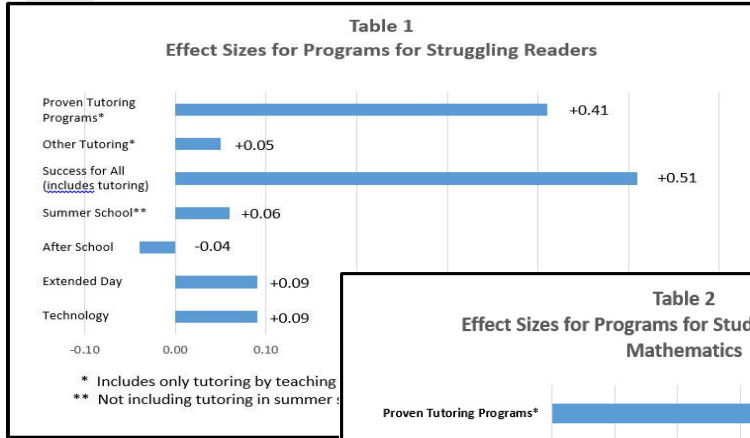 Table 1
Effect Sizes for Programs for Struggling Readers
Proven Tutoring
Programs*
+0.41
Other Tutoring*
+0.05
Success for All
(includes tutoring)
+0.51
Summer School**
+0.06
After School
-0.04
Extended Day
+0.09
Technology
+0.09
-0.10
0.00
0.10
* Includes only tutoring by teaching
** Not including tutoring in summer
Table 2
Effect Sizes for Programs for
Mathematics
Proven Tutoring Programs*